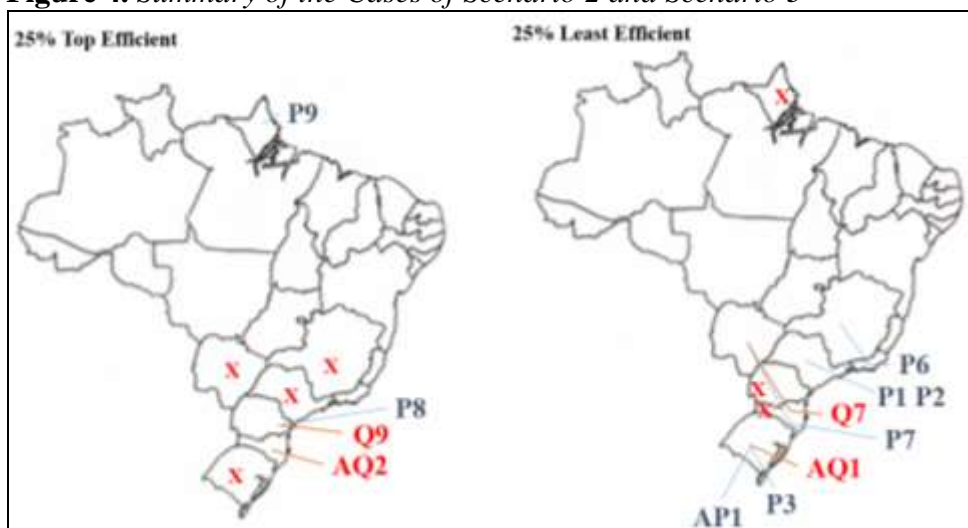 Figure 4. Summary of the Cases of Scenario 2 and Scenario 3
25% Top Efficient
P9
X
X
X
P8
Q9
AQ2
X
25% Least Efficient
X
P6
P1 P2
X
X
Q7
P7
AQ1
AP1
P3